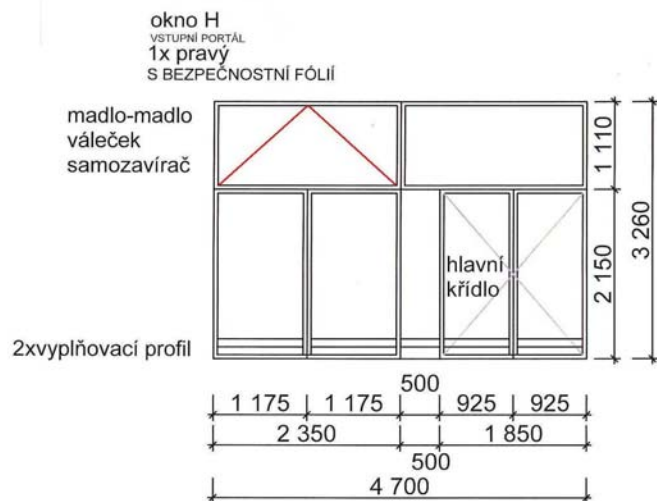 okno H
VSTUPNÍ PORTÁL
1x pravý
S BEZPEČNOSTNÍ FÓLIÍ
madlo-madlo
váleček
samozavírač
1 110
3 260
2 150
hlavní
křídlo
2xvyplňovací profil
500
1 175 1 175 925 925
2 350 1 850
500
4 700